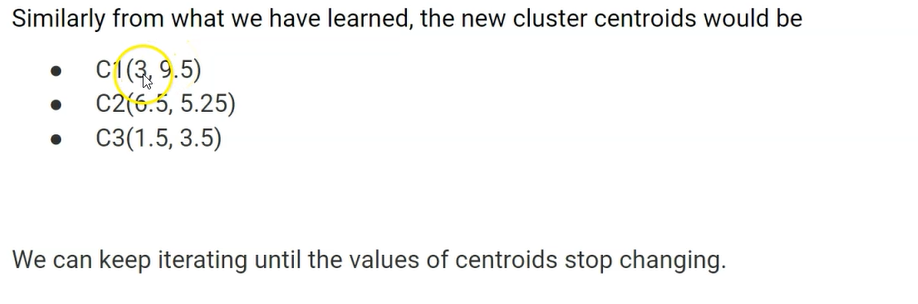 Similarly from what we have learned, the new cluster centroids would be
● C1(3, 9.5)
● C2(6.5, 5.25)
● C3(1.5, 3.5)
We can keep iterating until the values of centroids stop changing.